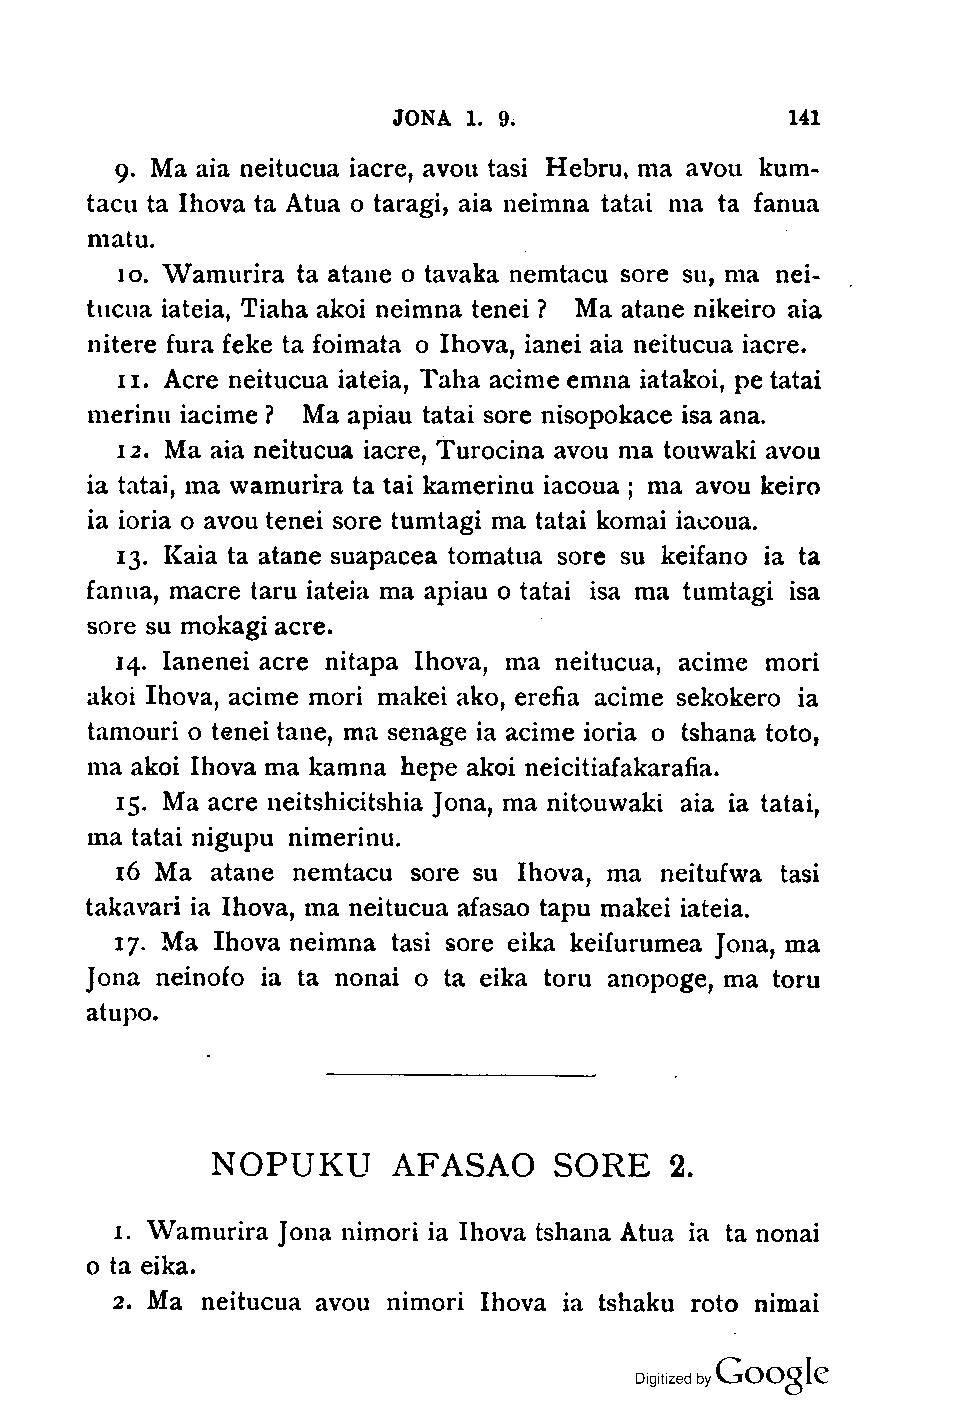 JONA 1. 9. 141
9. Ma aia neitucua iacre, avou tasi Hebru, ma avou kum-
tacu ta Ihova ta Atua o taragi, aia neimna tatai ma ta fanua
matu.
10. Wamurira ta atane o tavaka nemtacu sore su, ma nei-
tucua iateia, Tiaha akoi neimna tenei ? Ma atane nikeiro aia
nitere fura feke ta foimata o Ihova, ianei aia neitucua iacre.
11. Acre neitucua iateia, Taha acime emna iatakoi, pe tatai
merinu iacime ? Ma apiau tatai sore nisopokace isa ana.
12. Ma aia neitucua iacre, Turocina avou ma touwaki avou
ia tatai, ma wamurira ta tai kamerinu iacoua ; ma avou keiro
ia ioria o avou tenei sore tumtagi ma tatai komai iacoua.
13. Kaia ta atane suapacea tomatua sore su keifano ia ta
fanua, macre taru iateia ma apiau o tatai isa ma tumtagi isa
sore su mokagi acre.
14. Ianenei acre nitapa Ihova, ma neitucua, acime mori
akoi Ihova, acime mori makei ako, erefia acime sekokero ia
tamouri o tenei tane, ma senage ia acime ioria o tshana toto,
ma akoi Ihova ma kamna hepe akoi neicitiafakarafia.
15. Ma acre neitshicitshia Jona, ma nitouwaki aia ia tatai,
ma tatai nigupu nimerinu.
16 Ma atane nemtacu sore su Ihova, ma neitufwa tasi
takavari ia Ihova, ma neitucua afasao tapu makei iateia.
17. Ma Ihova neimna tasi sore eika keifurumea Jona, ma
Jona neinofo ia ta nonai o ta eika toru anopoge, ma toru
atupo.
NOPUKU AFASAO SORE 2.
1. Wamurira Jona nimori ia Ihova tshana Atua ia ta nonai
o ta eika.
2. Ma neitucua avou nimori Ihova ia tshaku roto nimai
Digitized by Google